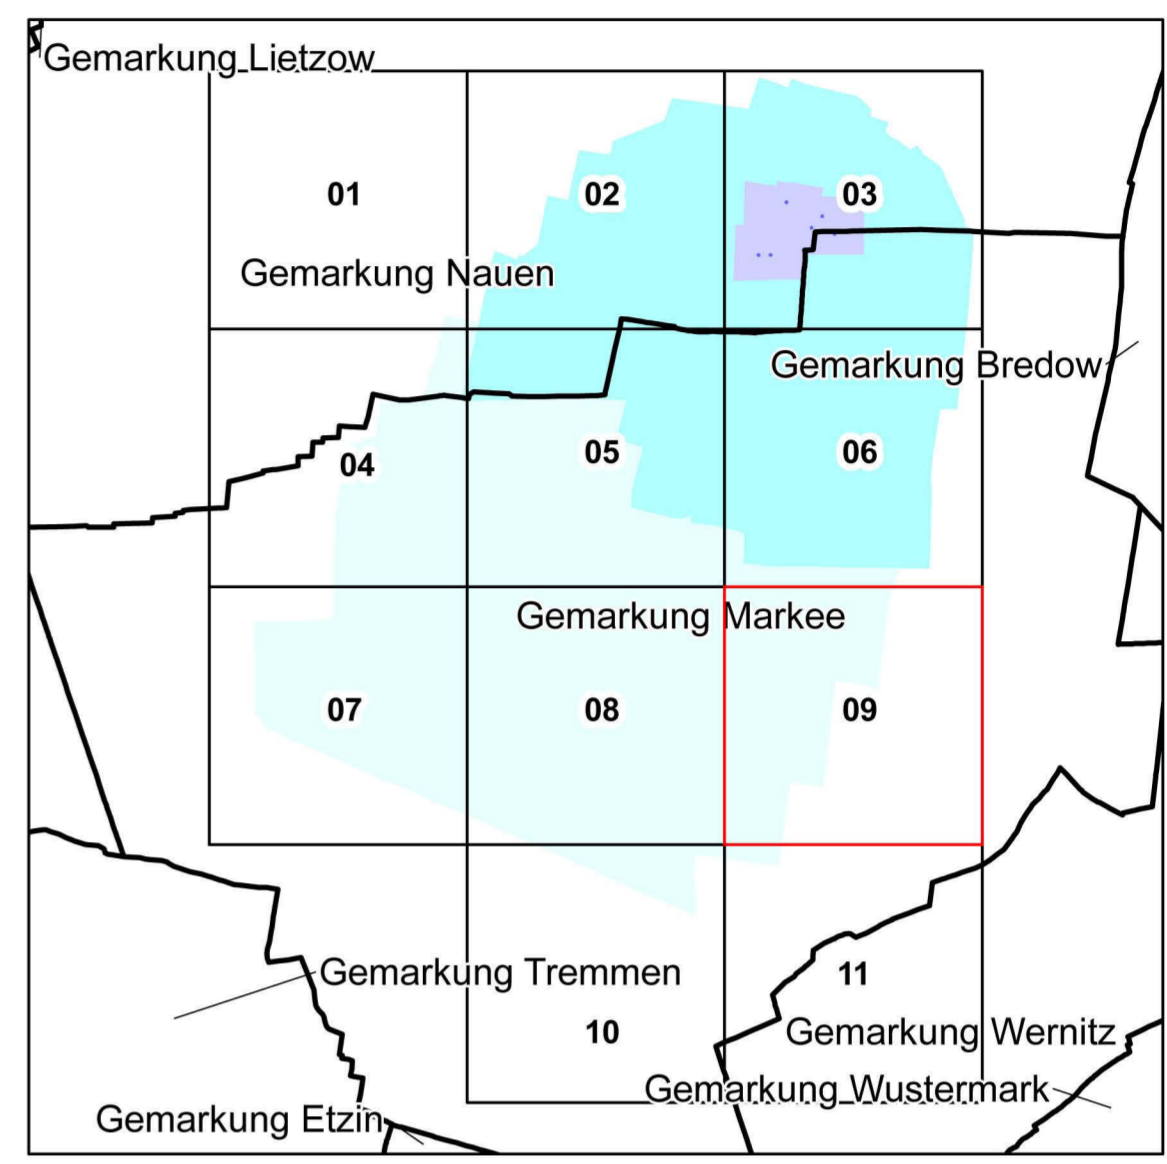 Gemarkung Lietzow
01
02
03
Gemarkung Nauen
Gemarkung Bredow
04
05
06
Gemarkung Markee
07
08
09
Gemarkung Tremmen
11
10
Gemarkung Wernitz
Gemarkung Wustermark
Gemarkung Etzin